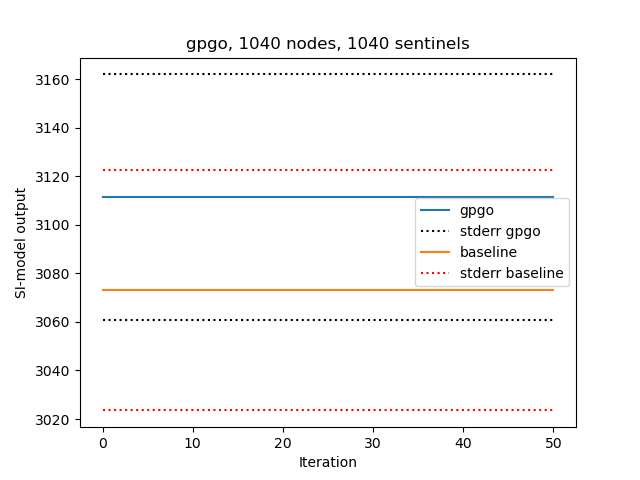 gpgo, 1040 nodes, 1040 sentinels
3160
3140
3120
3100
3080
3060
3040
3020
SI-model output
gpgo
stderr gpgo
baseline
stderr baseline
0 10 20 30 40 50
Iteration